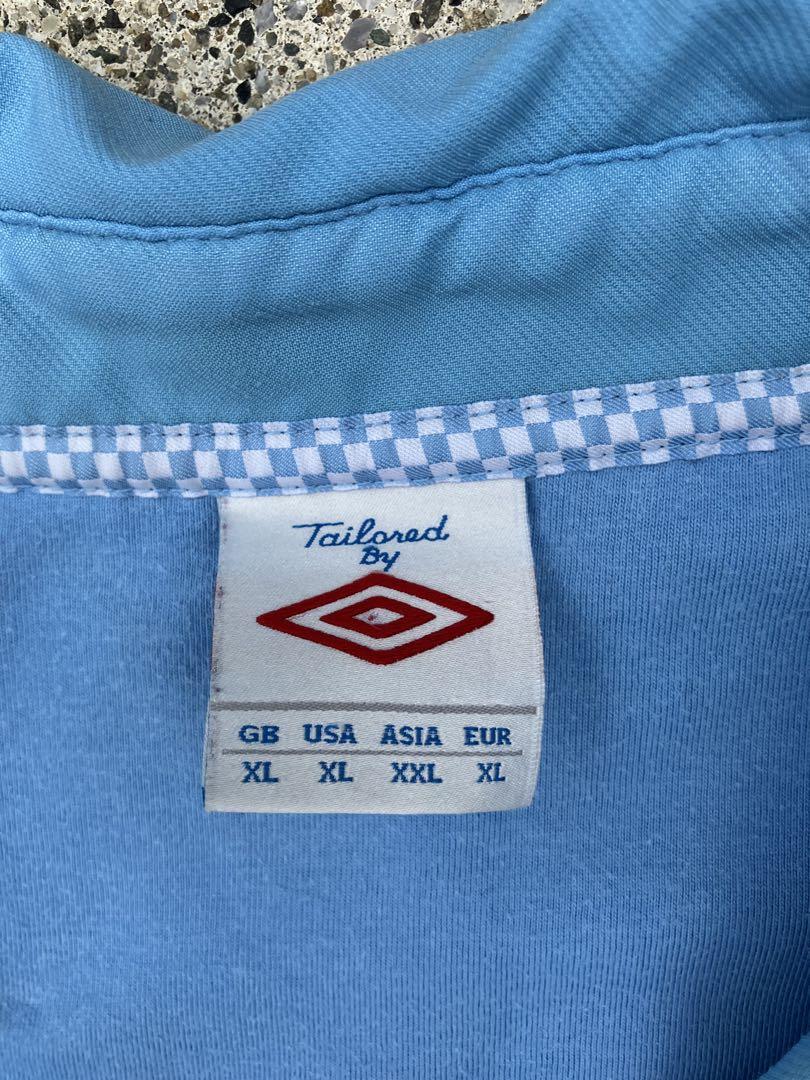 Tailored
By
GB USA ASIA EUR
XL XL XXL XL